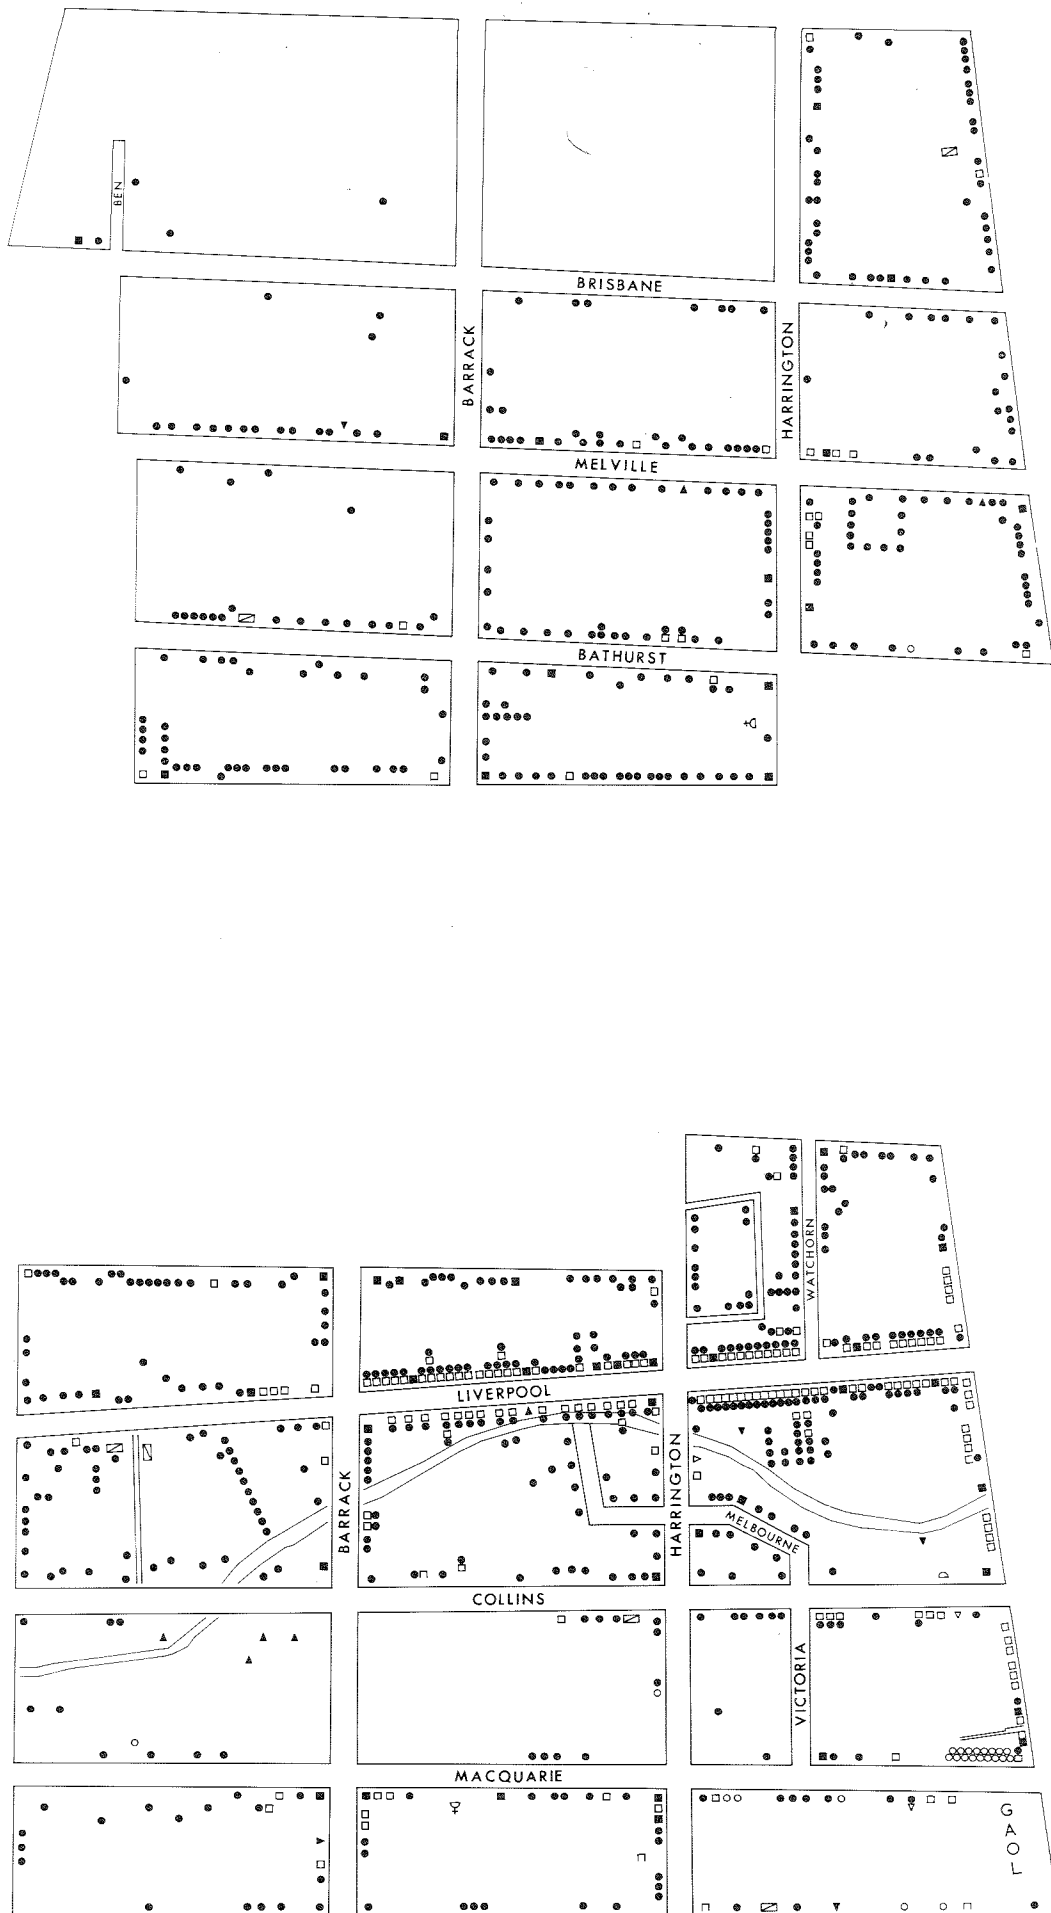 BEN
BRISBANE
BARRACK
HARRINGTON
MELVILLE
BATHURST
WATCHORN
LIVERPOOL
BARRACK
HARRINGTON
MELBOURNE
COLLINS
VICTORIA
MACQUARIE
GAOL